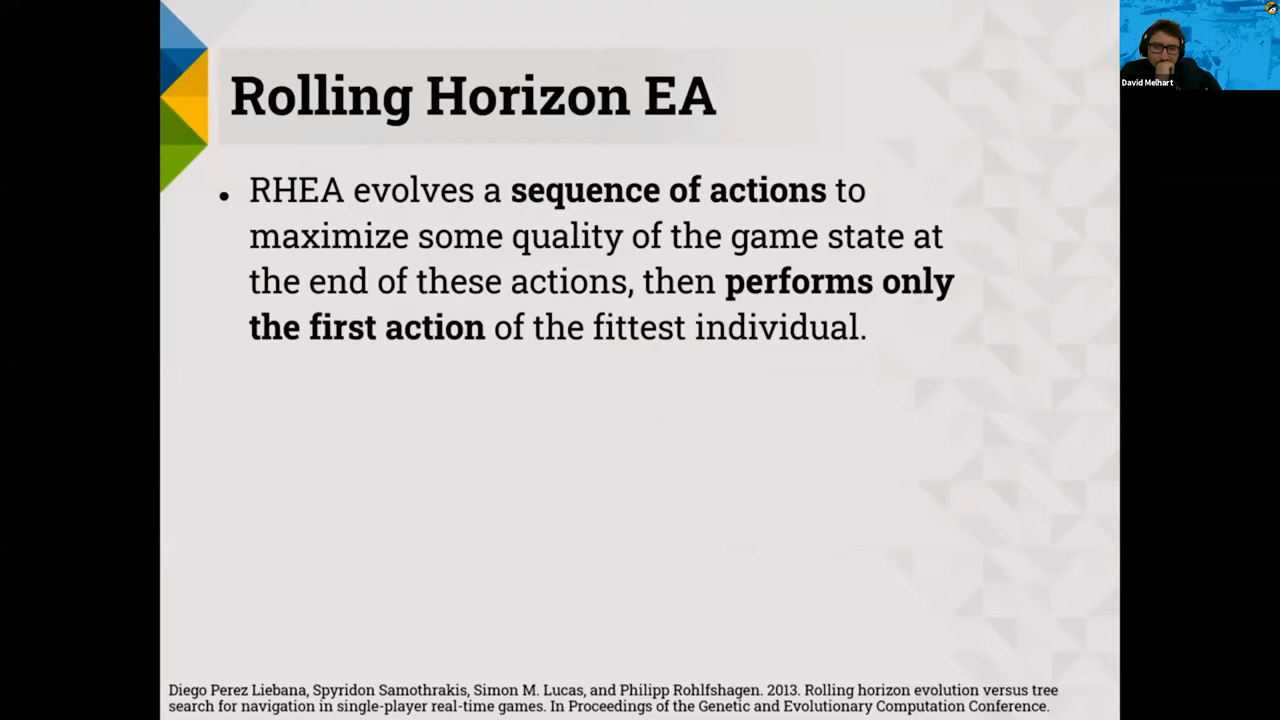 Rolling Horizon EA
• RHEA evolves a sequence of actions to
maximize some quality of the game state at
the end of these actions, then performs only
the first action of the fittest individual.
Diego Perez Liebana, Spyridon Samothrakis, Simon M. Lucas, and Philipp Rohlfshagen. 2013. Rolling horizon evolution versus tree
search for navigation in single-player real-time games. In Proceedings of the Genetic and Evolutionary Computation Conference.
David Melhart